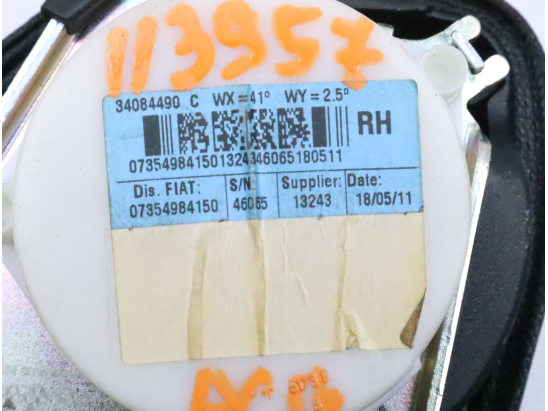 113957
34084490 C WX=41° WY=2.5°
RH
073549841501324346065180511
Dis. FIAT: S/N: Supplier: Date:
07354984150 46065 13243 18/05/11